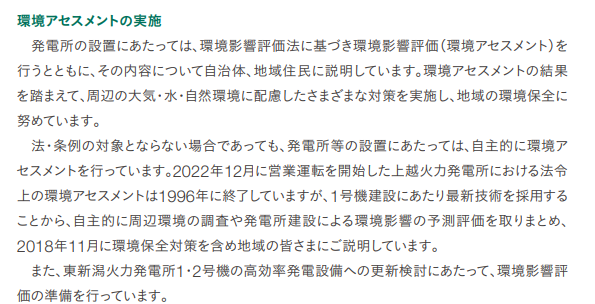 環境アセスメントの実施
発電所の設置にあたっては、環境影響評価法に基づき環境影響評価（環境アセスメント）を
行うとともに、その内容について自治体、地域住民に説明しています。環境アセスメントの結果
を踏まえて、周辺の大気・水・自然環境に配慮したさまざまな対策を実施し、地域の環境保全に
努めています。
法・条例の対象とならない場合であっても、発電所等の設置にあたっては、自主的に環境ア
セスメントを行っています。2022年12月に営業運転を開始した上越火力発電所における法令
上の環境アセスメントは1996年に終了していますが、1号機建設にあたり最新技術を採用する
ことから、自主的に周辺環境の調査や発電所建設による環境影響の予測評価を取りまとめ、
2018年11月に環境保全対策を含め地域の皆さまにご説明しています。
また、東新潟火力発電所1・2号機の高効率発電設備への更新検討にあたって、環境影響評
価の準備を行っています。